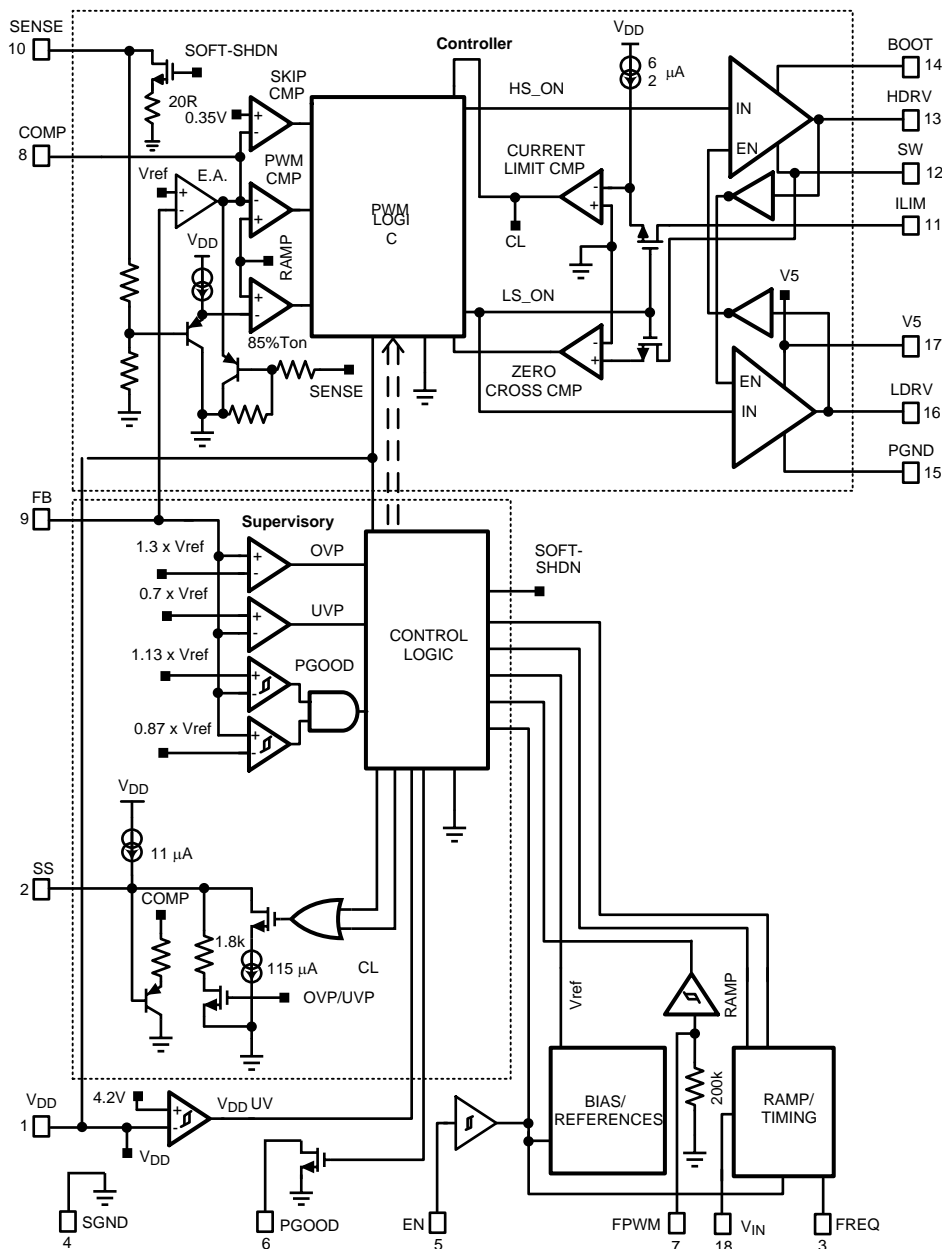 SENSE
10
SOFT-SHDN
20R
COMP
8
SKIP
CMP
0.35V
Vref
E.A.
PWM
CMP
VDD
RAMP
85%Ton
SENSE
Controller
PWM
LOGI
C
VDD
6
2
µA
HS_ON
CURRENT
LIMIT CMP
CL
LS_ON
ZERO
CROSS CMP
IN
EN
BOOT
14
HDRV
13
SW
12
ILIM
11
V5
V5
17
EN
IN
LDRV
16
PGND
15
FB
9
Supervisory
1.3 x Vref
OVP
0.7 x Vref
UVP
1.13 x Vref
PGOOD
0.87 x Vref
CONTROL
LOGIC
SOFT-
SHDN
VDD
11 µA
SS
2
COMP
1.8k
115 µA
CL
OVP/UVP
Vref
RAMP
200k
BIAS/
REFERENCES
RAMP/
TIMING
VDD
1
4.2V
VDD UV
VDD
SGND
4
PGOOD
6
EN
5
FPWM
7
VIN
18
FREQ
3